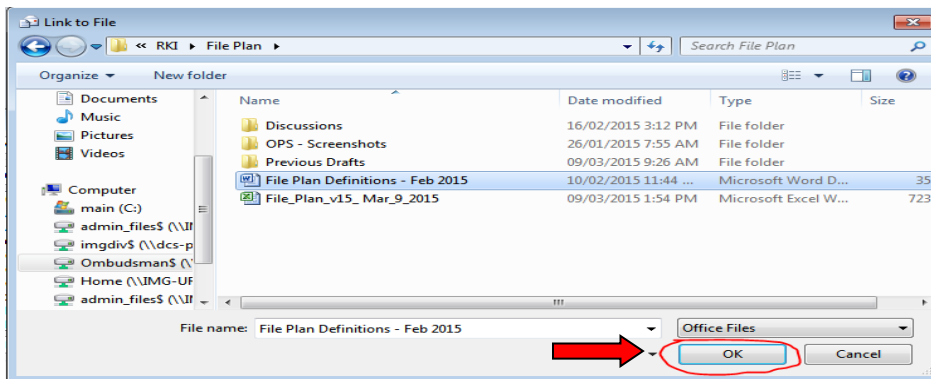 Link to File
« RKI ▸ File Plan ▸ Search File Plan
Organize New folder
Documents
Music
Pictures
Videos
Computer
main (C:)
admin_files$ (\\IM
imgdiv$ (\\dcs-p
Ombudsman$ (\
Home (\\IMG-UF
admin_files$ (\\II
Name Date modified Type Size
Discussions 16/02/2015 3:12 PM File folder
OPS - Screenshots 26/01/2015 7:55 AM File folder
Previous Drafts 09/03/2015 9:26 AM File folder
File Plan Definitions - Feb 2015 10/02/2015 11:44 ... Microsoft Word D... 35
File_Plan_v15_ Mar_9_2015 09/03/2015 1:54 PM Microsoft Excel W... 723
File name: File Plan Definitions - Feb 2015 Office Files
OK Cancel